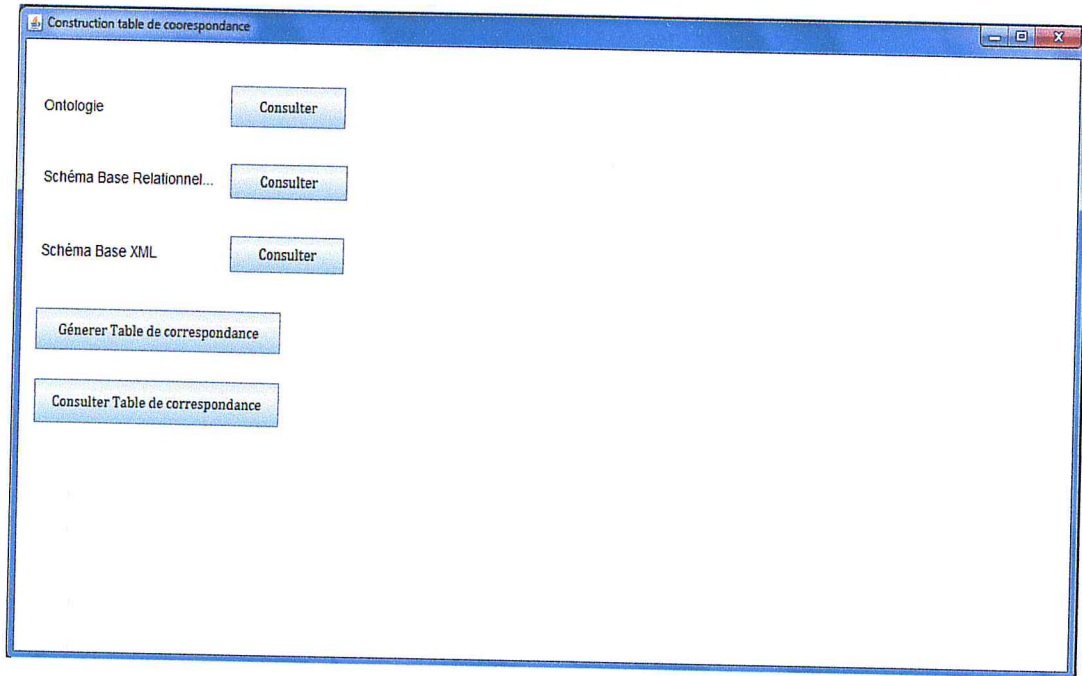 Construction table de coorespondance
Ontologie Consulter
Schéma Base Relationnel... Consulter
Schéma Base XML Consulter
Génerer Table de correspondance
Consulter Table de correspondance